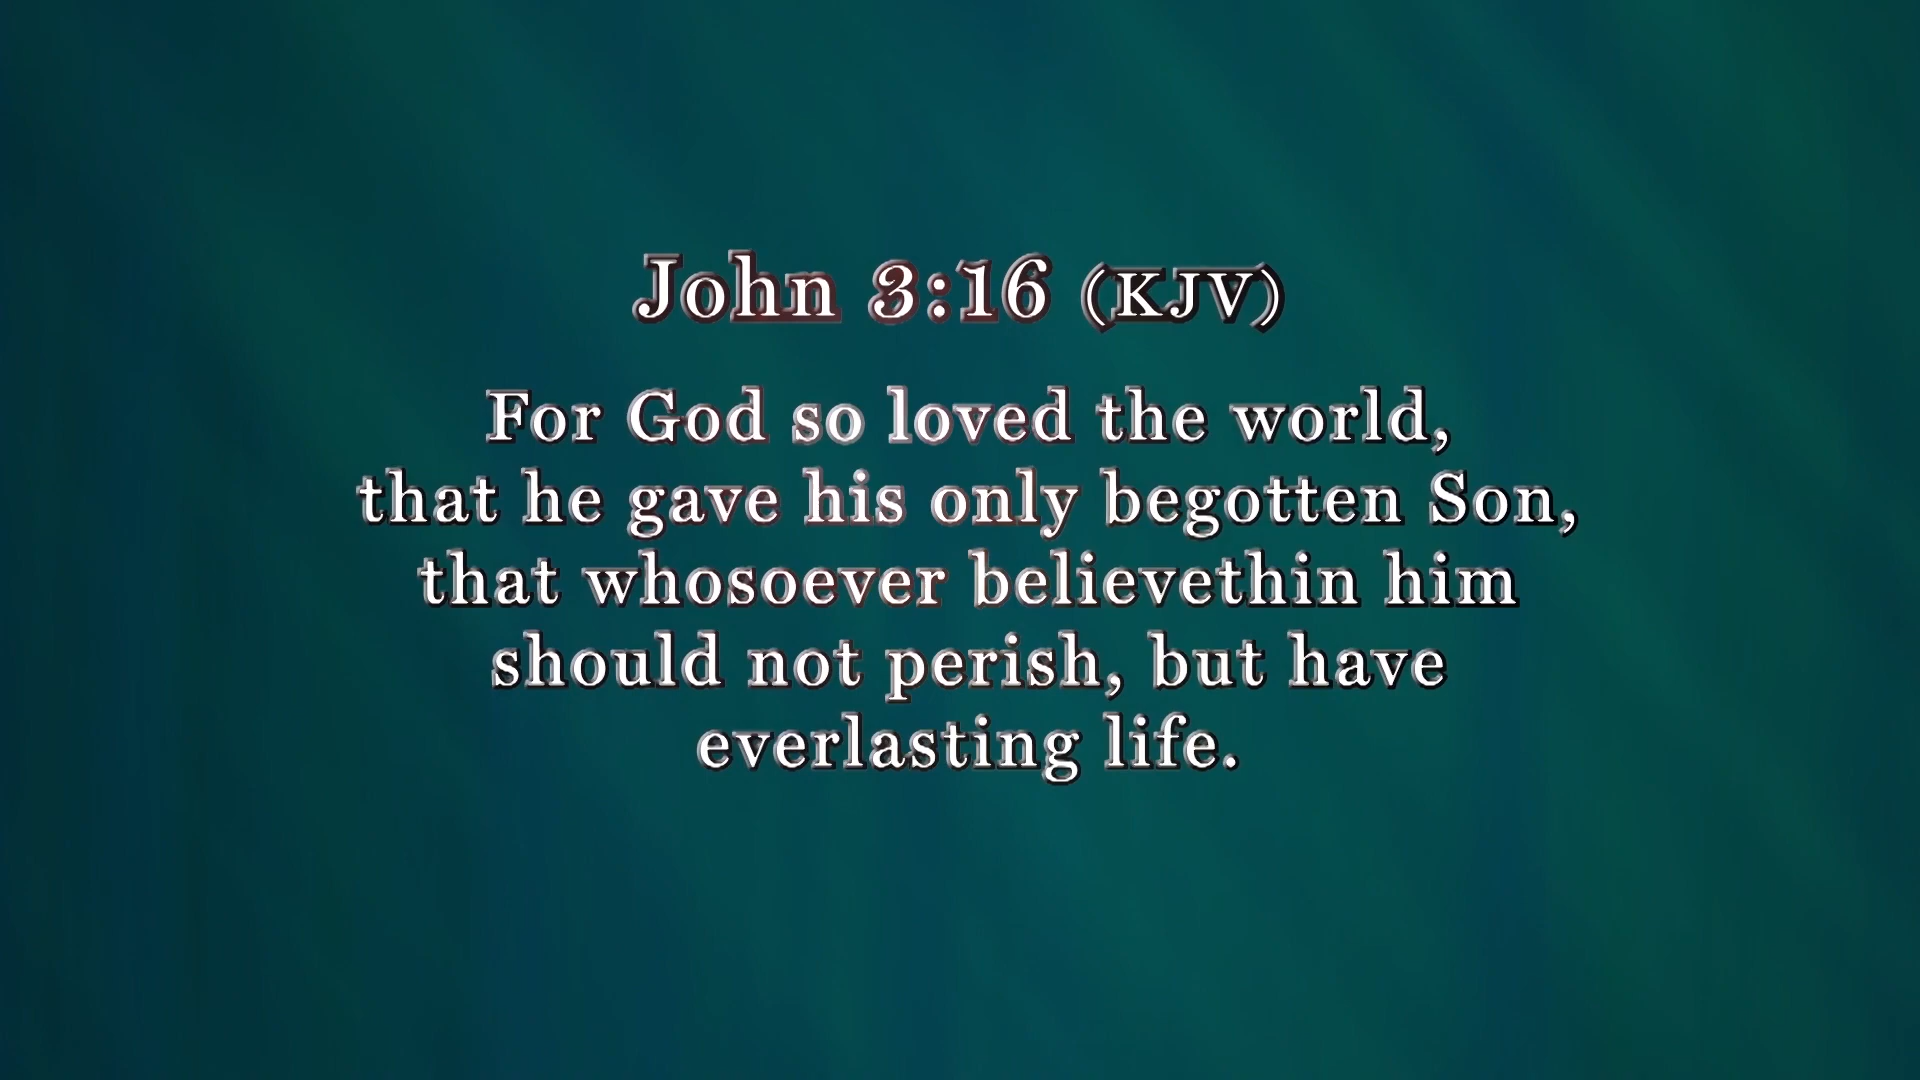 John 3:16 (KJV)
For God so loved the world,
that he gave his only begotten Son,
that whosoever believethin him
should not perish, but have
everlasting life.